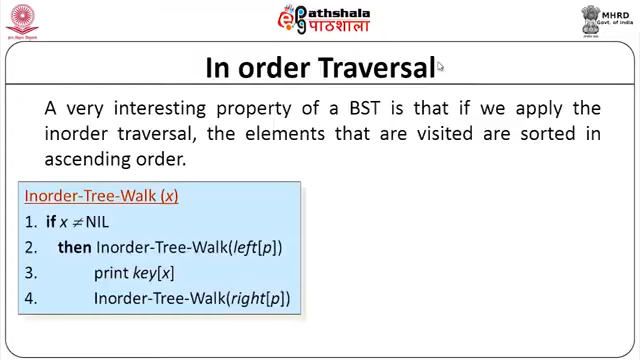 Pathshala
पाठशाला
MHRD
Govt. of India
In order Traversal
A very interesting property of a BST is that if we apply the
inorder traversal, the elements that are visited are sorted in
ascending order.
Inorder-Tree-Walk (x)
1. if x ≠ NIL
2. then Inorder-Tree-Walk(left[p])
3. print key[x]
4. Inorder-Tree-Walk(right[p])